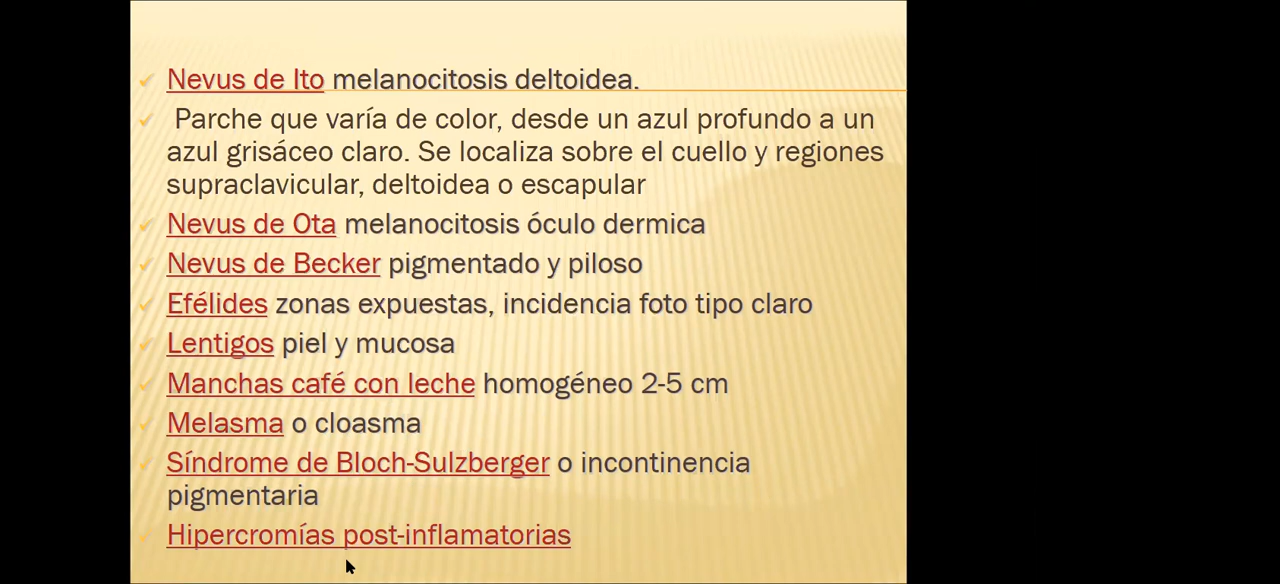 Nevus de Ito melanocitosis deltoidea.
Parche que varía de color, desde un azul profundo a un
azul grisáceo claro. Se localiza sobre el cuello y regiones
supraclavicular, deltoidea o escapular
Nevus de Ota melanocitosis óculo dermica
Nevus de Becker pigmentado y piloso
Efélides zonas expuestas, incidencia foto tipo claro
Lentigos piel y mucosa
Manchas café con leche homogéneo 2-5 cm
Melasma o cloasma
Síndrome de Bloch-Sulzberger o incontinencia
pigmentaria
Hipercromías post-inflamatorias